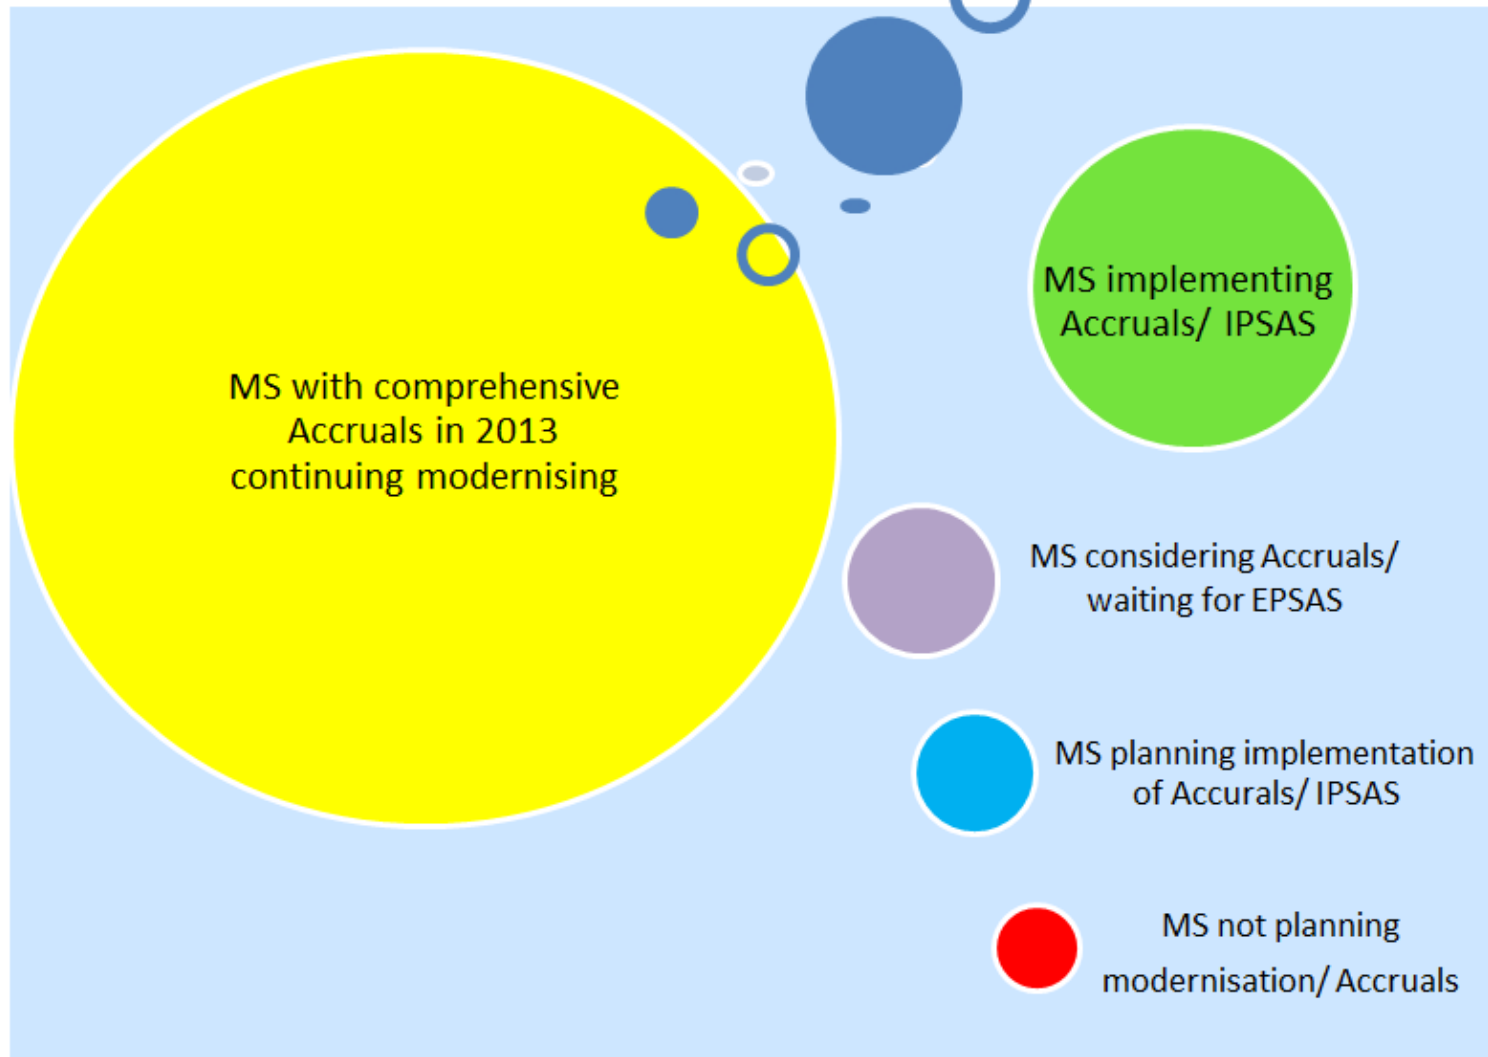 MS with comprehensive
Accruals in 2013
continuing modernising
MS implementing
Accruals/ IPSAS
MS considering Accruals/
waiting for EPSAS
MS planning implementation
of Accurals/ IPSAS
MS not planning
modernisation/ Accruals